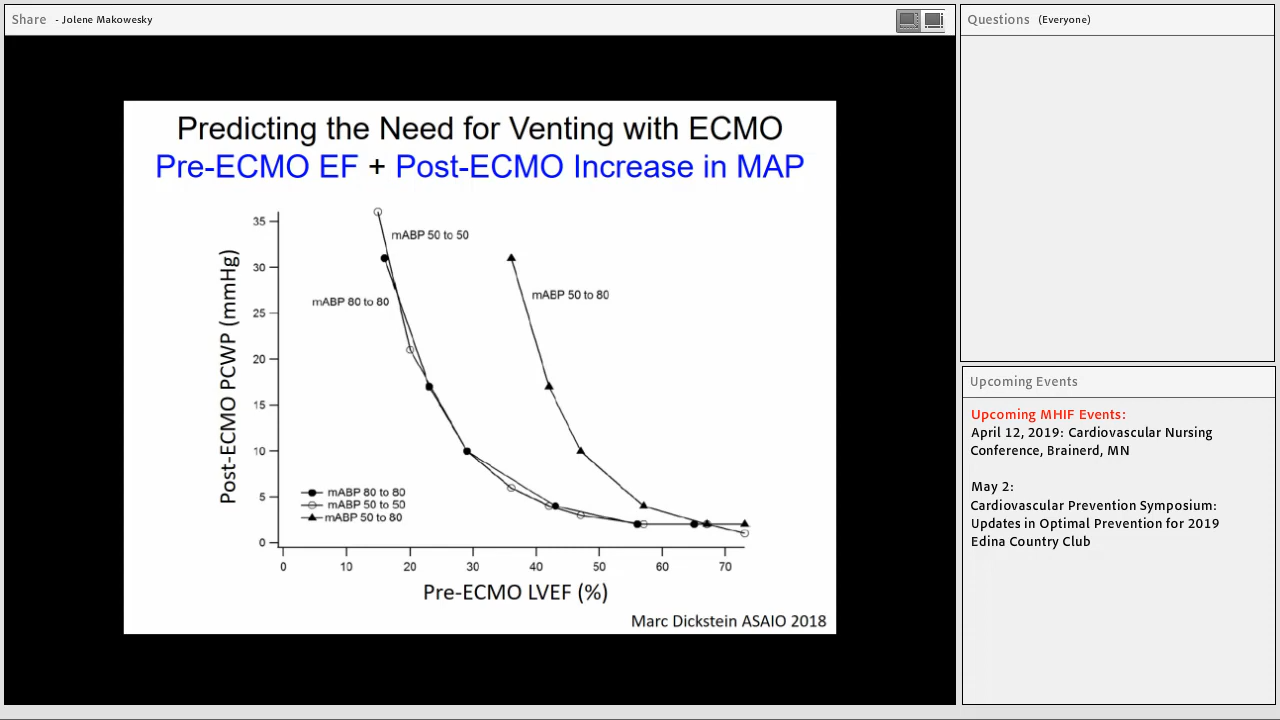 Share - Jolene Makowesky
Predicting the Need for Venting with ECMO
Pre-ECMO EF + Post-ECMO Increase in MAP
Post-ECMO PCWP (mmHg)
35
30
25
20
15
10
5
0
mABP 50 to 50
mABP 80 to 80
mABP 50 to 80
mABP 80 to 80
mABP 50 to 50
mABP 50 to 80
0 10 20 30 40 50 60 70
Pre-ECMO LVEF (%)
Marc Dickstein ASAIO 2018
Questions (Everyone)
Upcoming Events
Upcoming MHIF Events:
April 12, 2019: Cardiovascular Nursing
Conference, Brainerd, MN
May 2:
Cardiovascular Prevention Symposium:
Updates in Optimal Prevention for 2019
Edina Country Club